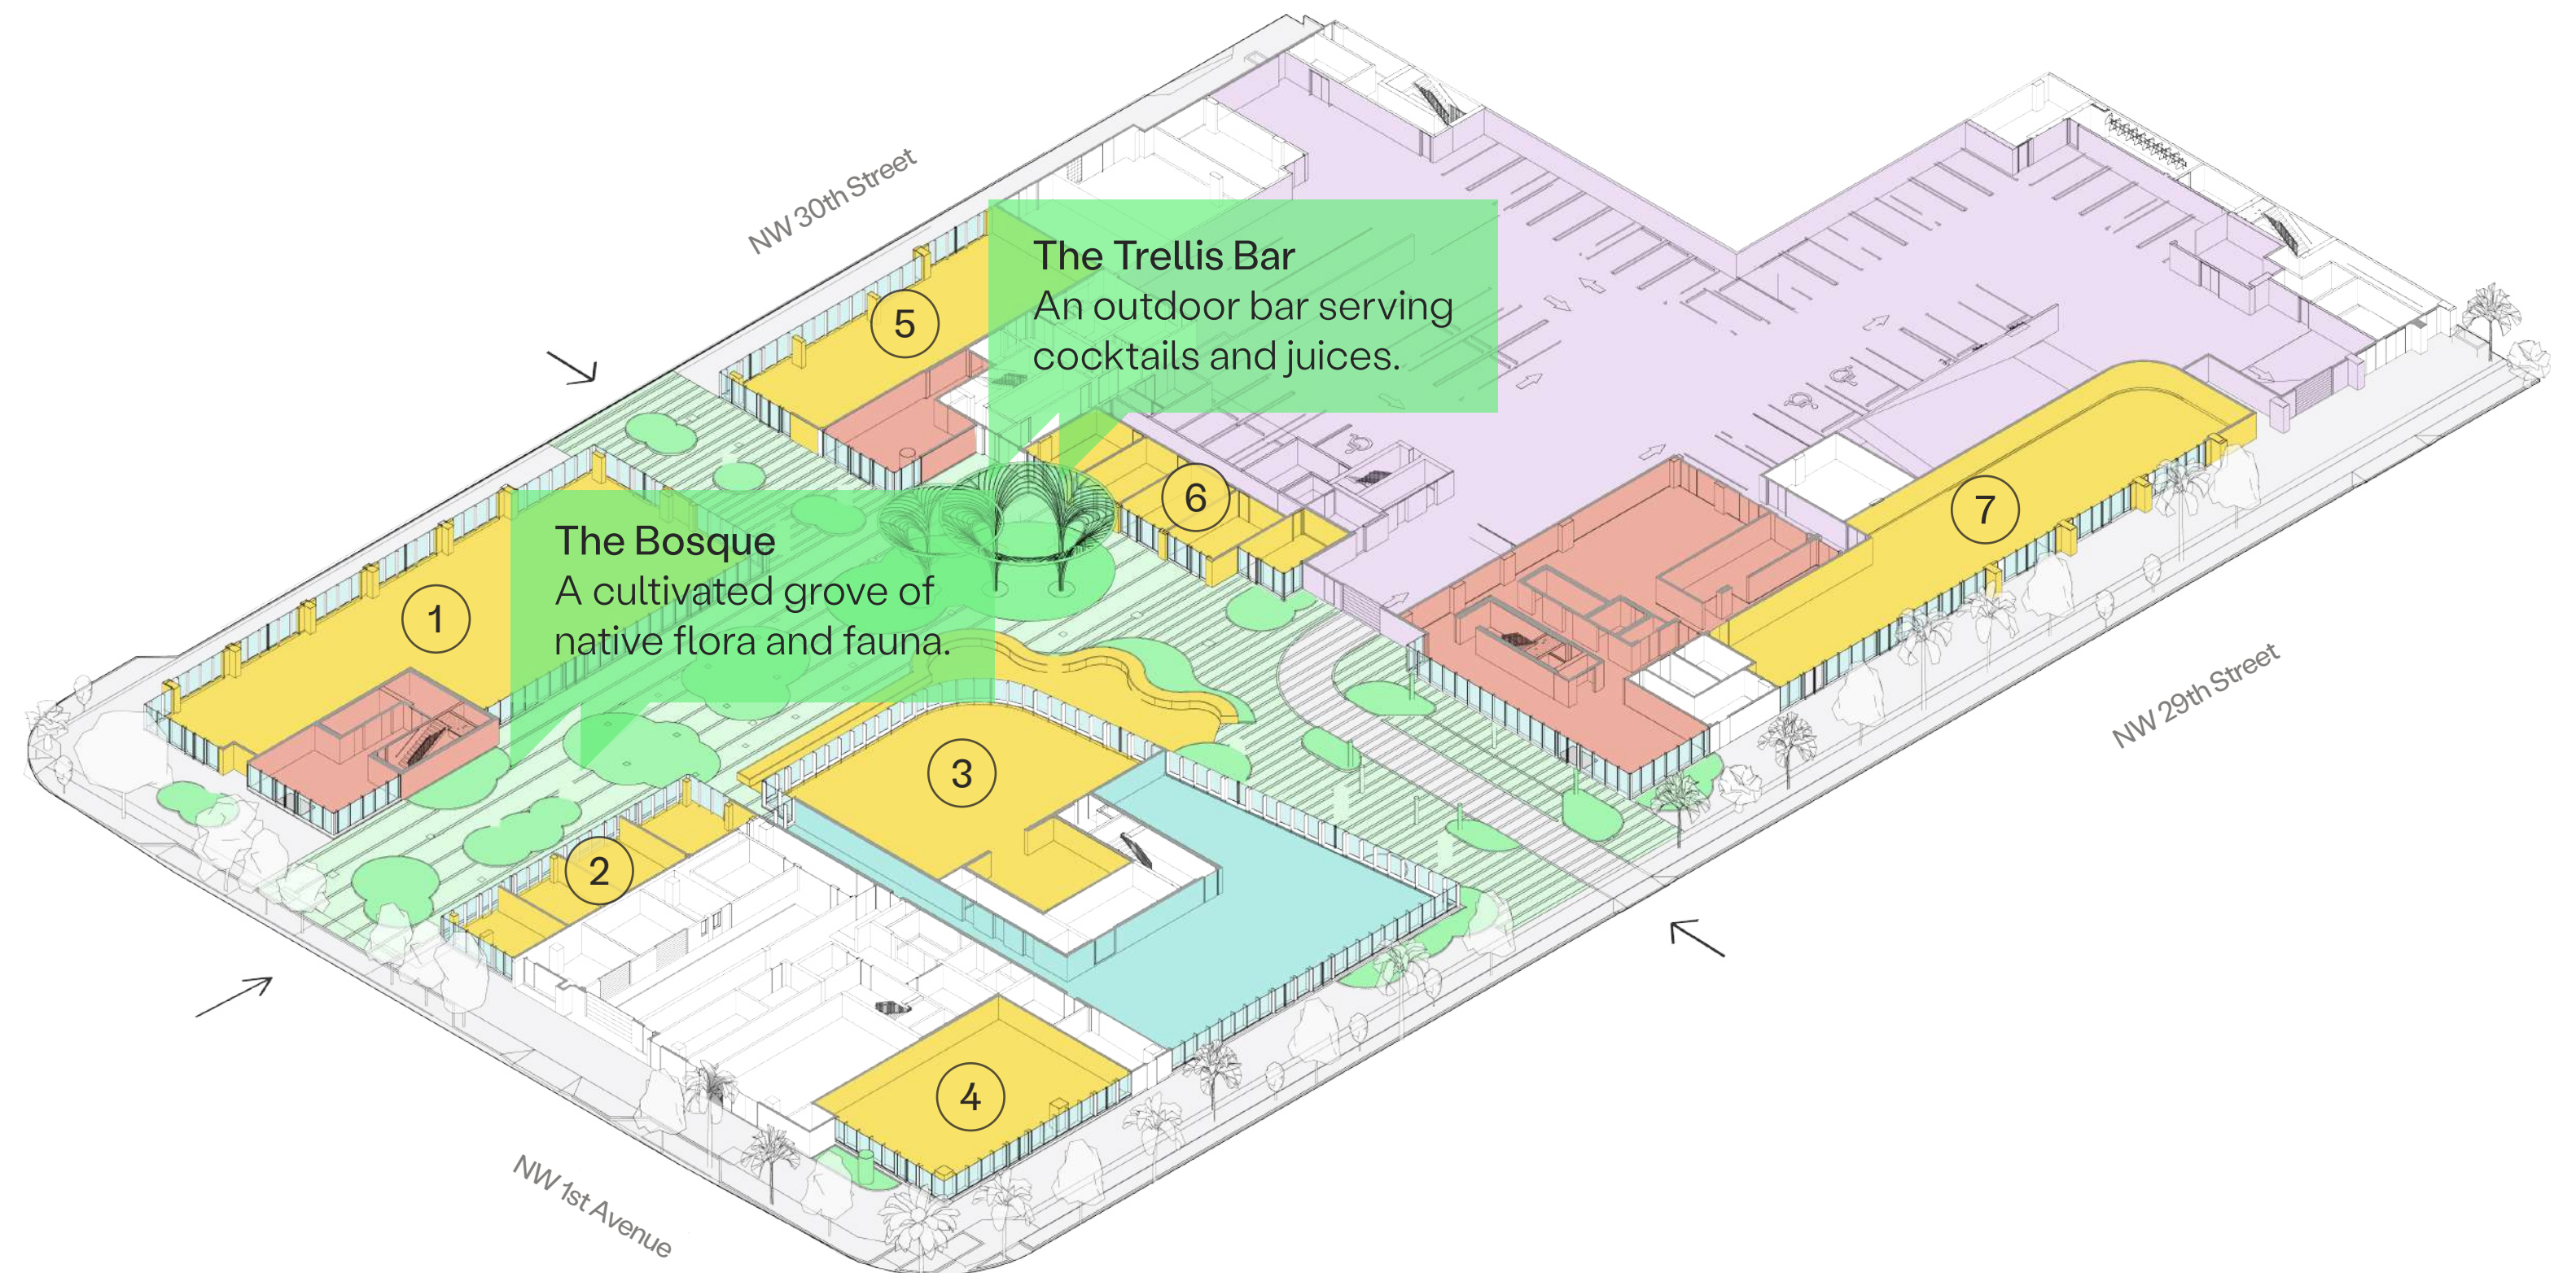 NW 30th Street
The Trellis Bar
An outdoor bar serving
cocktails and juices.
5
6
7
The Bosque
A cultivated grove of
native flora and fauna.
1
3
2
4
NW 29th Street
NW 1st Avenue